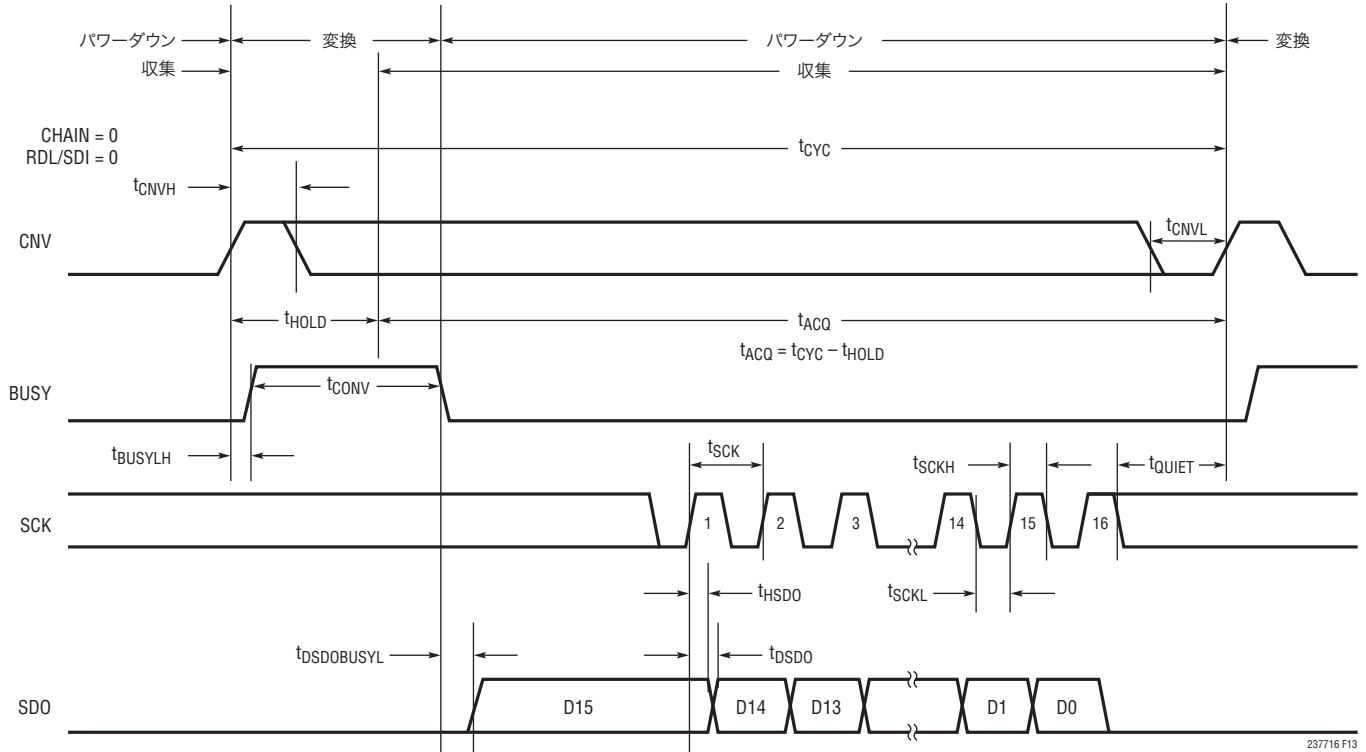 パワーダウン 変換 パワーダウン 変換
収集 収集
CHAIN = 0
RDL/SDI = 0
tCYC
tCNVH
CNV
tCNVL
tHOLD tACQ
tACQ = tCYC – tHOLD
BUSY
tCONV
tBUSYLH
tSCK
tSCKH
tQUIET
SCK
1 2 3 14 15 16
tHSDO
tSCKL
tDSDOBUSYL
tDSDO
SDO
D15 D14 D13 D1 D0
237716 F13